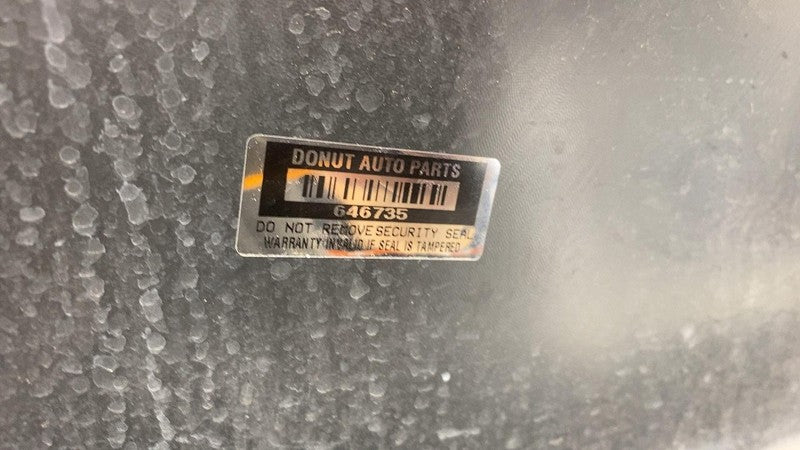 DONUT AUTO PARTS
646735
DO NOT REMOVE SECURITY SEAL
WARRANTY INVALID IF SEAL IS TAMPERED